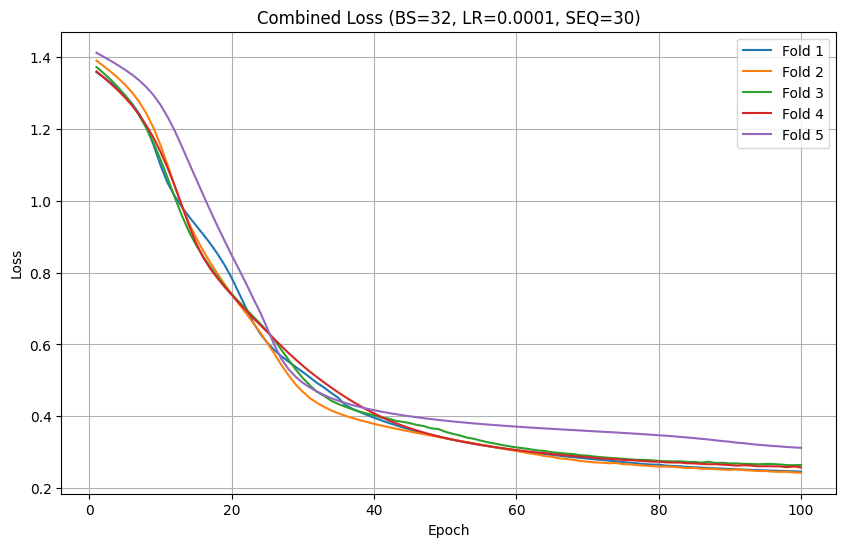 Combined Loss (BS=32, LR=0.0001, SEQ=30)
Loss
1.4
1.2
1.0
0.8
0.6
0.4
0.2
Fold 1
Fold 2
Fold 3
Fold 4
Fold 5
0 20 40 60 80 100
Epoch